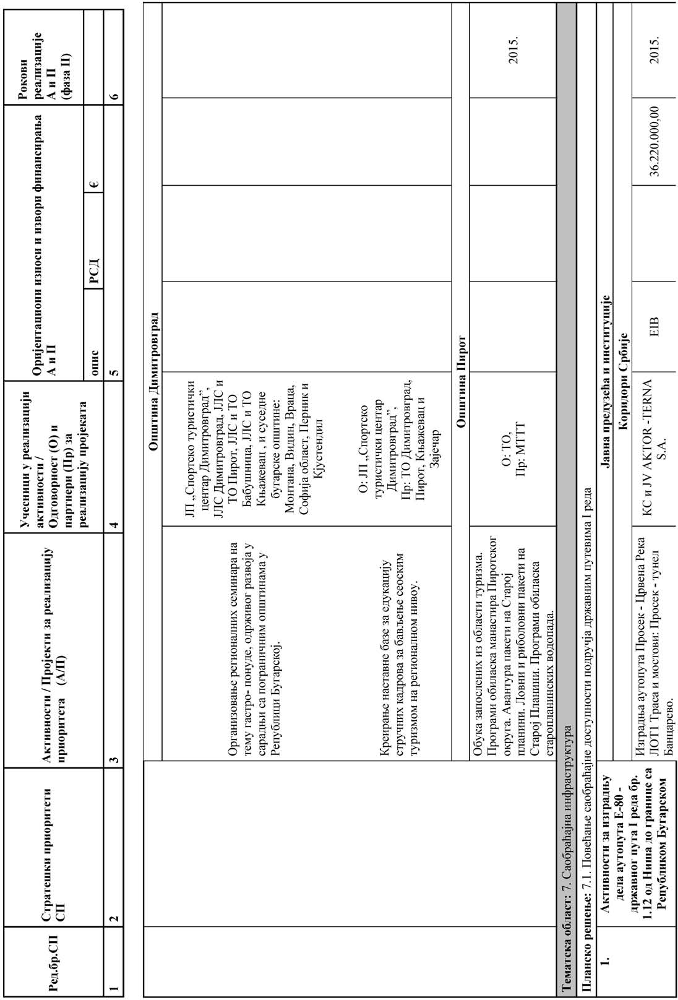 Ред.бр.СП
Стратешки приоритети
СП
Активности / Пројекти за реализацију
приоритета (А/П)
Учесници у реализацији
активности /
Одговорност (О) и
партнери (Пр) за
реализацију пројеката
Оријентациони износи и извори финансирања
А и П
опис
РСД
€
Рокови
реализације
А и П
(фаза II)
1
2
3
4
5
6
Општина Димитровград
Организовање регионалних семинара на
тему гастро- понуде, одрживог развоја у
сарадњи са пограничним општинама у
Републици Бугарској.
ЈП „Спортско туристички
центар Димитровград”,
ЈЛС Димитровград, ЈЛС и
ТО Пирот, ЈЛС и ТО
Бабушница, ЈЛС и ТО
Књажевац , и суседне
бугарске општине:
Монтана, Видин, Враца,
Софија област, Перник и
Кјустендил
Креирање наставне базе за едукацију
стручних кадрова за бављење сеоским
туризмом на регионалном нивоу.
О: ЈП „Спортско
туристички центар
Димитровград” ,
Пр: ТО Димитровград,
Пирот, Књажевац и
Зајечар
Општина Пирот
Обука запослених из области туризма.
Програми обиласка манастира Пиротског
округа. Авантура пакети на Старој
планини. Ловни и риболовни пакети на
Старој Планини. Програми обиласка
старопланинских водопада.
О: ТО,
Пр: МТТТ
2015.
Тематска област: 7. Саобраћајна инфраструктура
Планско решење: 7.1. Повећање саобраћајне доступности подручја државним путевима I реда
1.
Активности за изградњу
дела аутопута Е-80 -
државног пута I реда бр.
1.12 од Ниша до границе са
Републиком Бугарском
Јавна предузећа и институције
Коридори Србије
Изградња аутопута Просек - Црвена Река
ЛОТ1 Траса и мостови: Просек - тунел
Банцарево.
КС и JV AKTOR -TERNA
S.A.
EIB
36.220.000,00
2015.